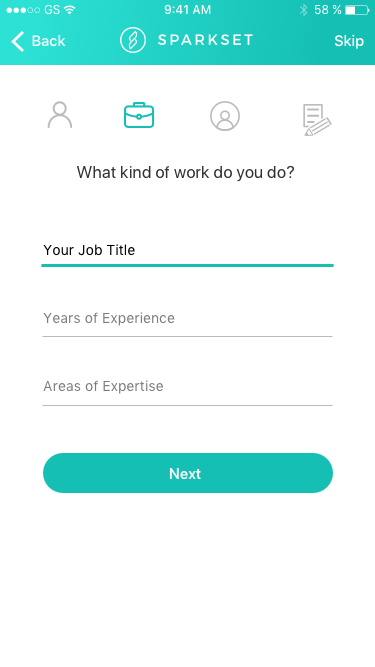 GS 9:41 AM 58 %
Back SPARKSET Skip
What kind of work do you do?
Your Job Title
Years of Experience
Areas of Expertise
Next